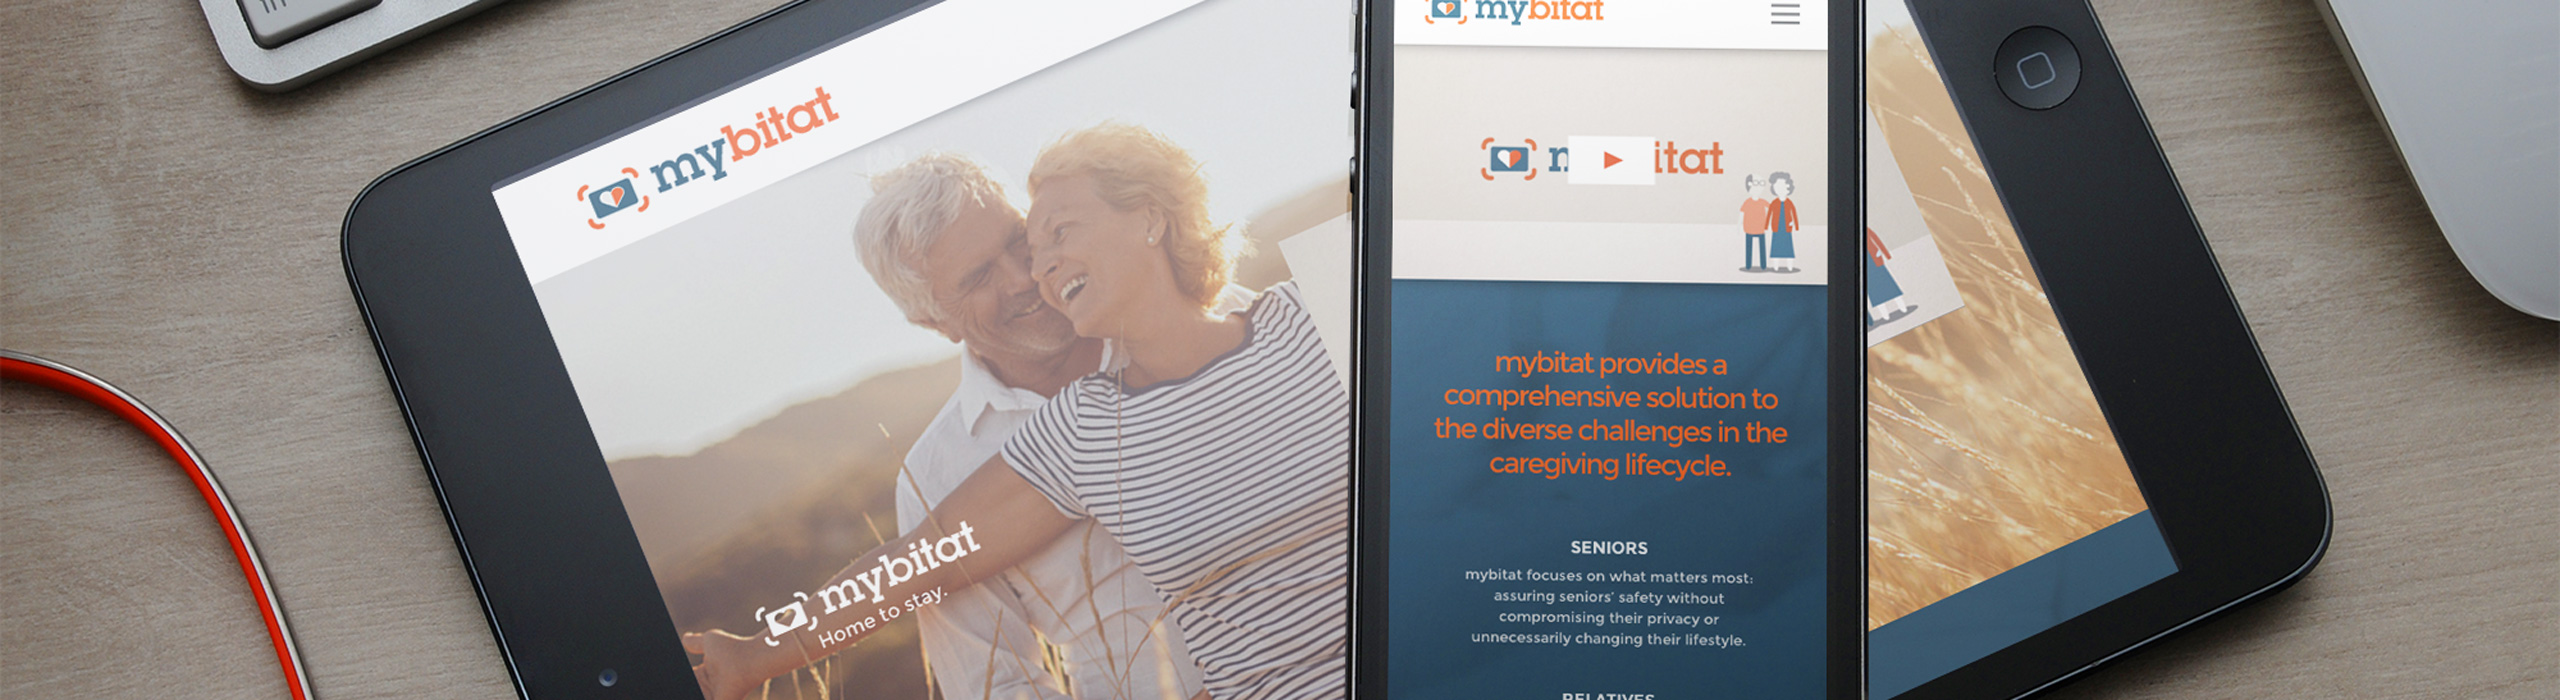 mybitat
mybitat
Home to stay.
mybitat
m itat
mybitat provides a
comprehensive solution to
the diverse challenges in the
caregiving lifecycle.
SENIORS
mybitat focuses on what matters most:
assuring seniors' safety without
compromising their privacy or
unnecessarily changing their lifestyle.
RELATIVES